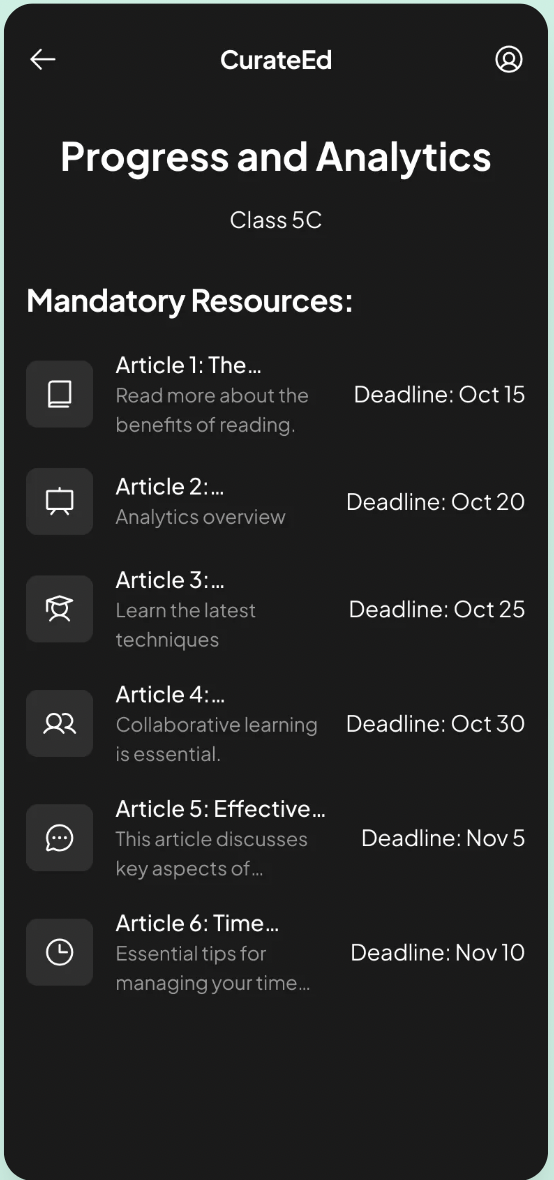 CurateEd
Progress and Analytics
Class 5C
Mandatory Resources:
Article 1: The...
Read more about the
benefits of reading.
Deadline: Oct 15
Article 2:...
Analytics overview
Deadline: Oct 20
Article 3:...
Learn the latest
techniques
Deadline: Oct 25
Article 4:...
Collaborative learning
is essential.
Deadline: Oct 30
Article 5: Effective...
This article discusses
key aspects of...
Deadline: Nov 5
Article 6: Time...
Essential tips for
managing your time...
Deadline: Nov 10